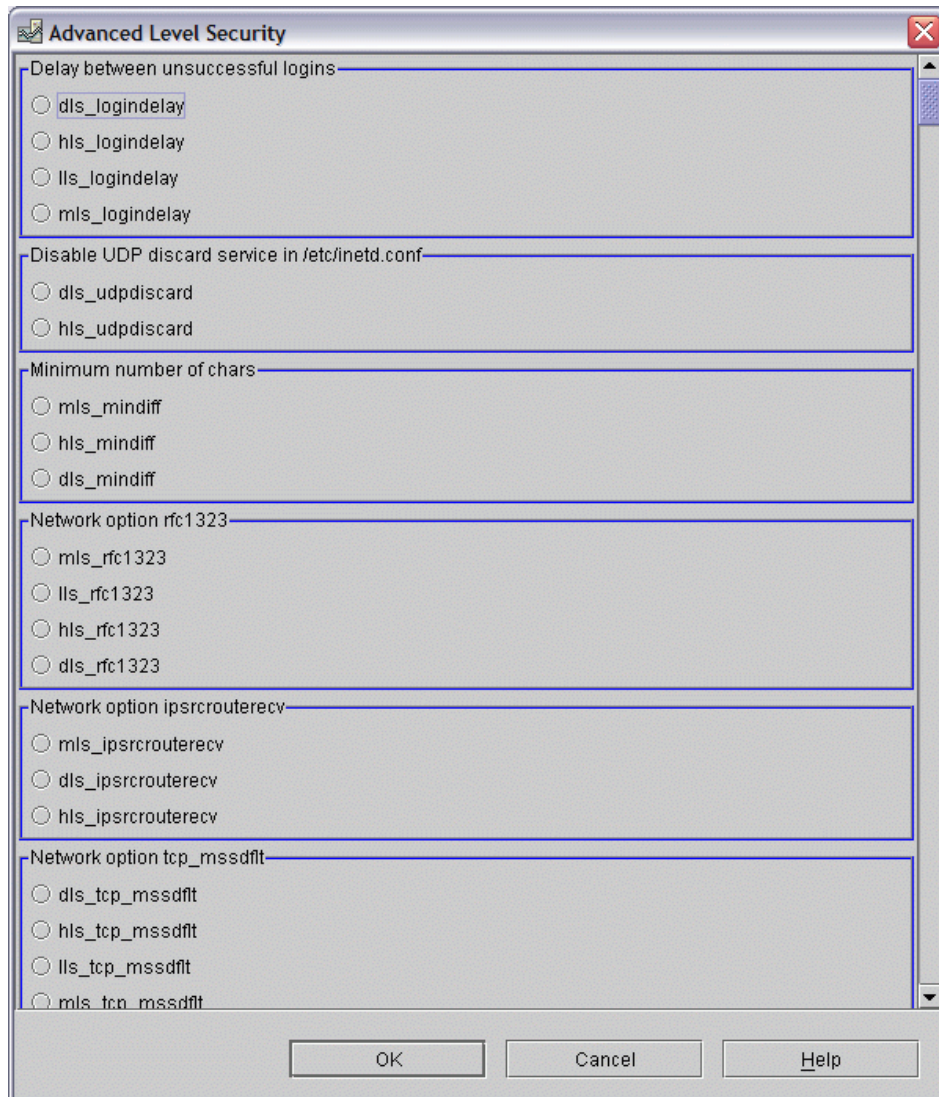 Advanced Level Security
Delay between unsuccessful logins
dls_logindelay
hls_logindelay
lls_logindelay
mls_logindelay
Disable UDP discard service in /etc/inetd.conf
dls_udpdiscard
hls_udpdiscard
Minimum number of chars
mls_mindiff
hls_mindiff
dls_mindiff
Network option rfc1323
mls_rfc1323
lls_rfc1323
hls_rfc1323
dls_rfc1323
Network option ipsrcrouterecv
mls_ipsrcrouterecv
dls_ipsrcrouterecv
hls_ipsrcrouterecv
Network option tcp_mssdflt
dls_tcp_mssdflt
hls_tcp_mssdflt
lls_tcp_mssdflt
mls_tcp_mssdflt
OK
Cancel
Help